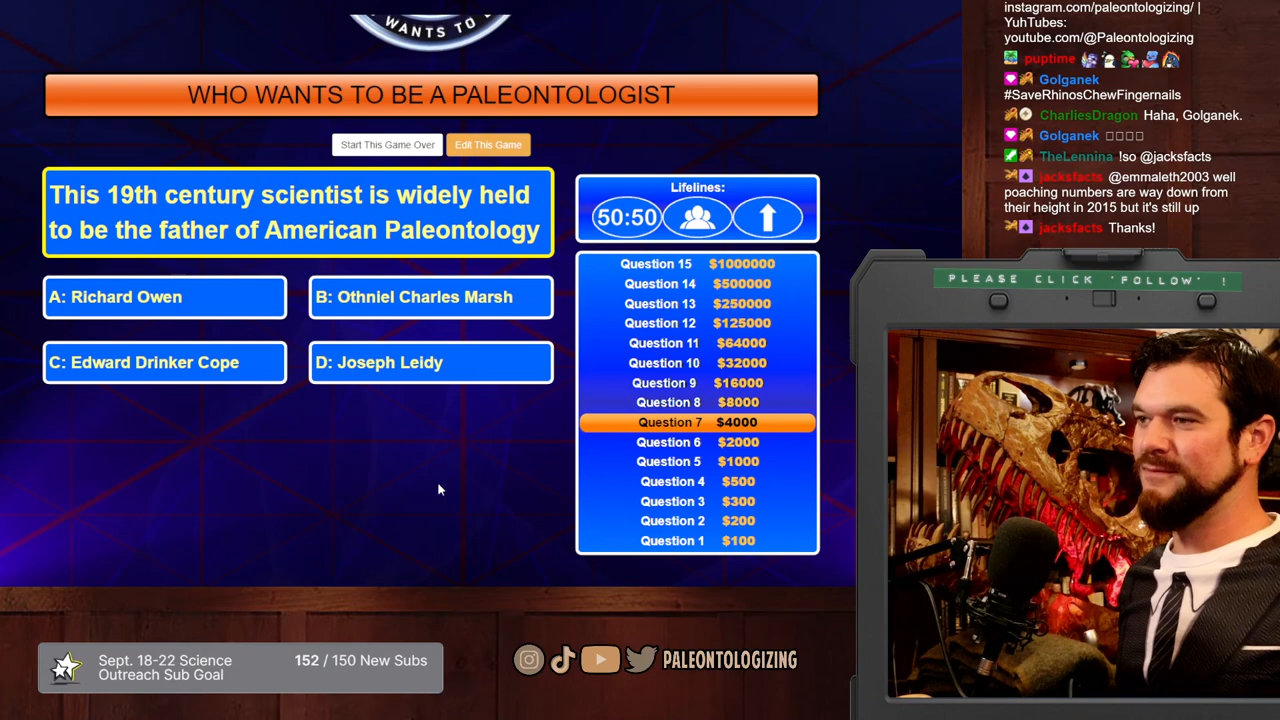 WANTS TO
WHO WANTS TO BE A PALEONTOLOGIST
Start This Game Over
Edit This Game
This 19th century scientist is widely held
to be the father of American Paleontology
A: Richard Owen
B: Othniel Charles Marsh
C: Edward Drinker Cope
D: Joseph Leidy
Lifelines:
50:50
Question 15 $1000000
Question 14 $500000
Question 13 $250000
Question 12 $125000
Question 11 $64000
Question 10 $32000
Question 9 $16000
Question 8 $8000
Question 7 $4000
Question 6 $2000
Question 5 $1000
Question 4 $500
Question 3 $300
Question 2 $200
Question 1 $100
instagram.com/paleontologizing/ |
YuhTubes:
youtube.com/@Paleontologizing
puptime
Golganek
#SaveRhinosChewFingernails
CharliesDragon Haha, Golganek.
Golganek
TheLennina !so @jacksfacts
jacksfacts @emmaleth2003 well
poaching numbers are way down from
their height in 2015 but it's still up
jacksfacts Thanks!
PLEASE CLICK 'FOLLOW' !
Sept. 18-22 Science
Outreach Sub Goal
152 / 150 New Subs
PALEONTOLOGIZING